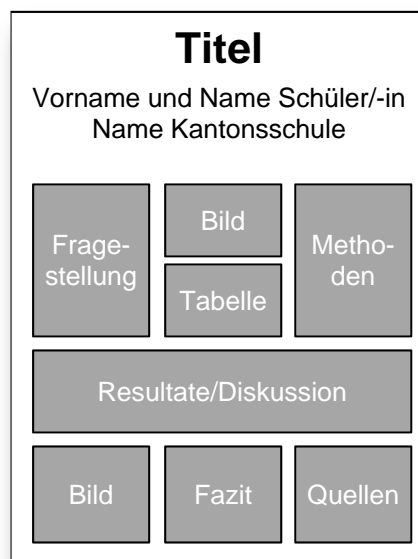 Titel
Vorname und Name Schüler/-in
Name Kantonsschule
Frage-
stellung
Bild
Tabelle
Metho-
den
Resultate/Diskussion
Bild
Fazit
Quellen